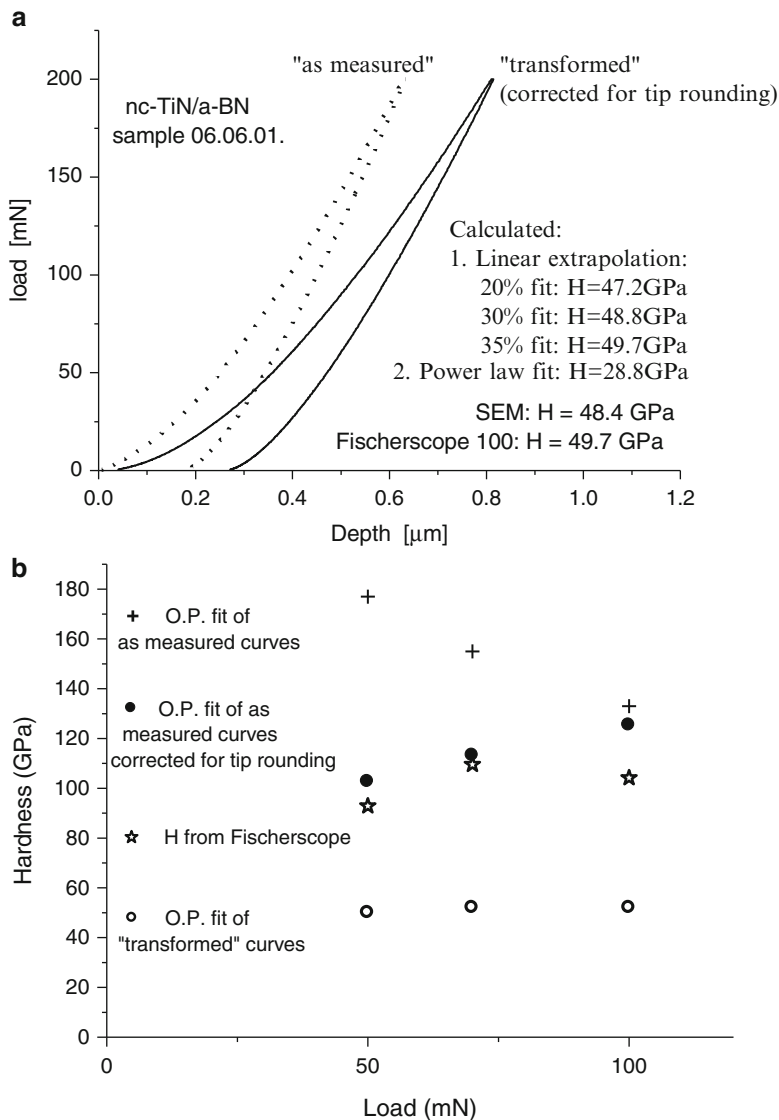 a
"as measured"
"transformed"
(corrected for tip rounding)
nc-TiN/a-BN
sample 06.06.01.
200
150
100
50
0
load [mN]
Calculated:
1. Linear extrapolation:
20% fit: H=47.2GPa
30% fit: H=48.8GPa
35% fit: H=49.7GPa
2. Power law fit: H=28.8GPa
SEM: H = 48.4 GPa
Fischerscope 100: H = 49.7 GPa
0.0 0.2 0.4 0.6 0.8 1.0 1.2
Depth [μm]
b
180
160
140
120
100
80
60
40
20
0
Hardness (GPa)
+ O.P. fit of
as measured curves
O.P. fit of as
measured curves
corrected for tip rounding
H from Fischerscope
O.P. fit of
"transformed" curves
0 50 100
Load (mN)